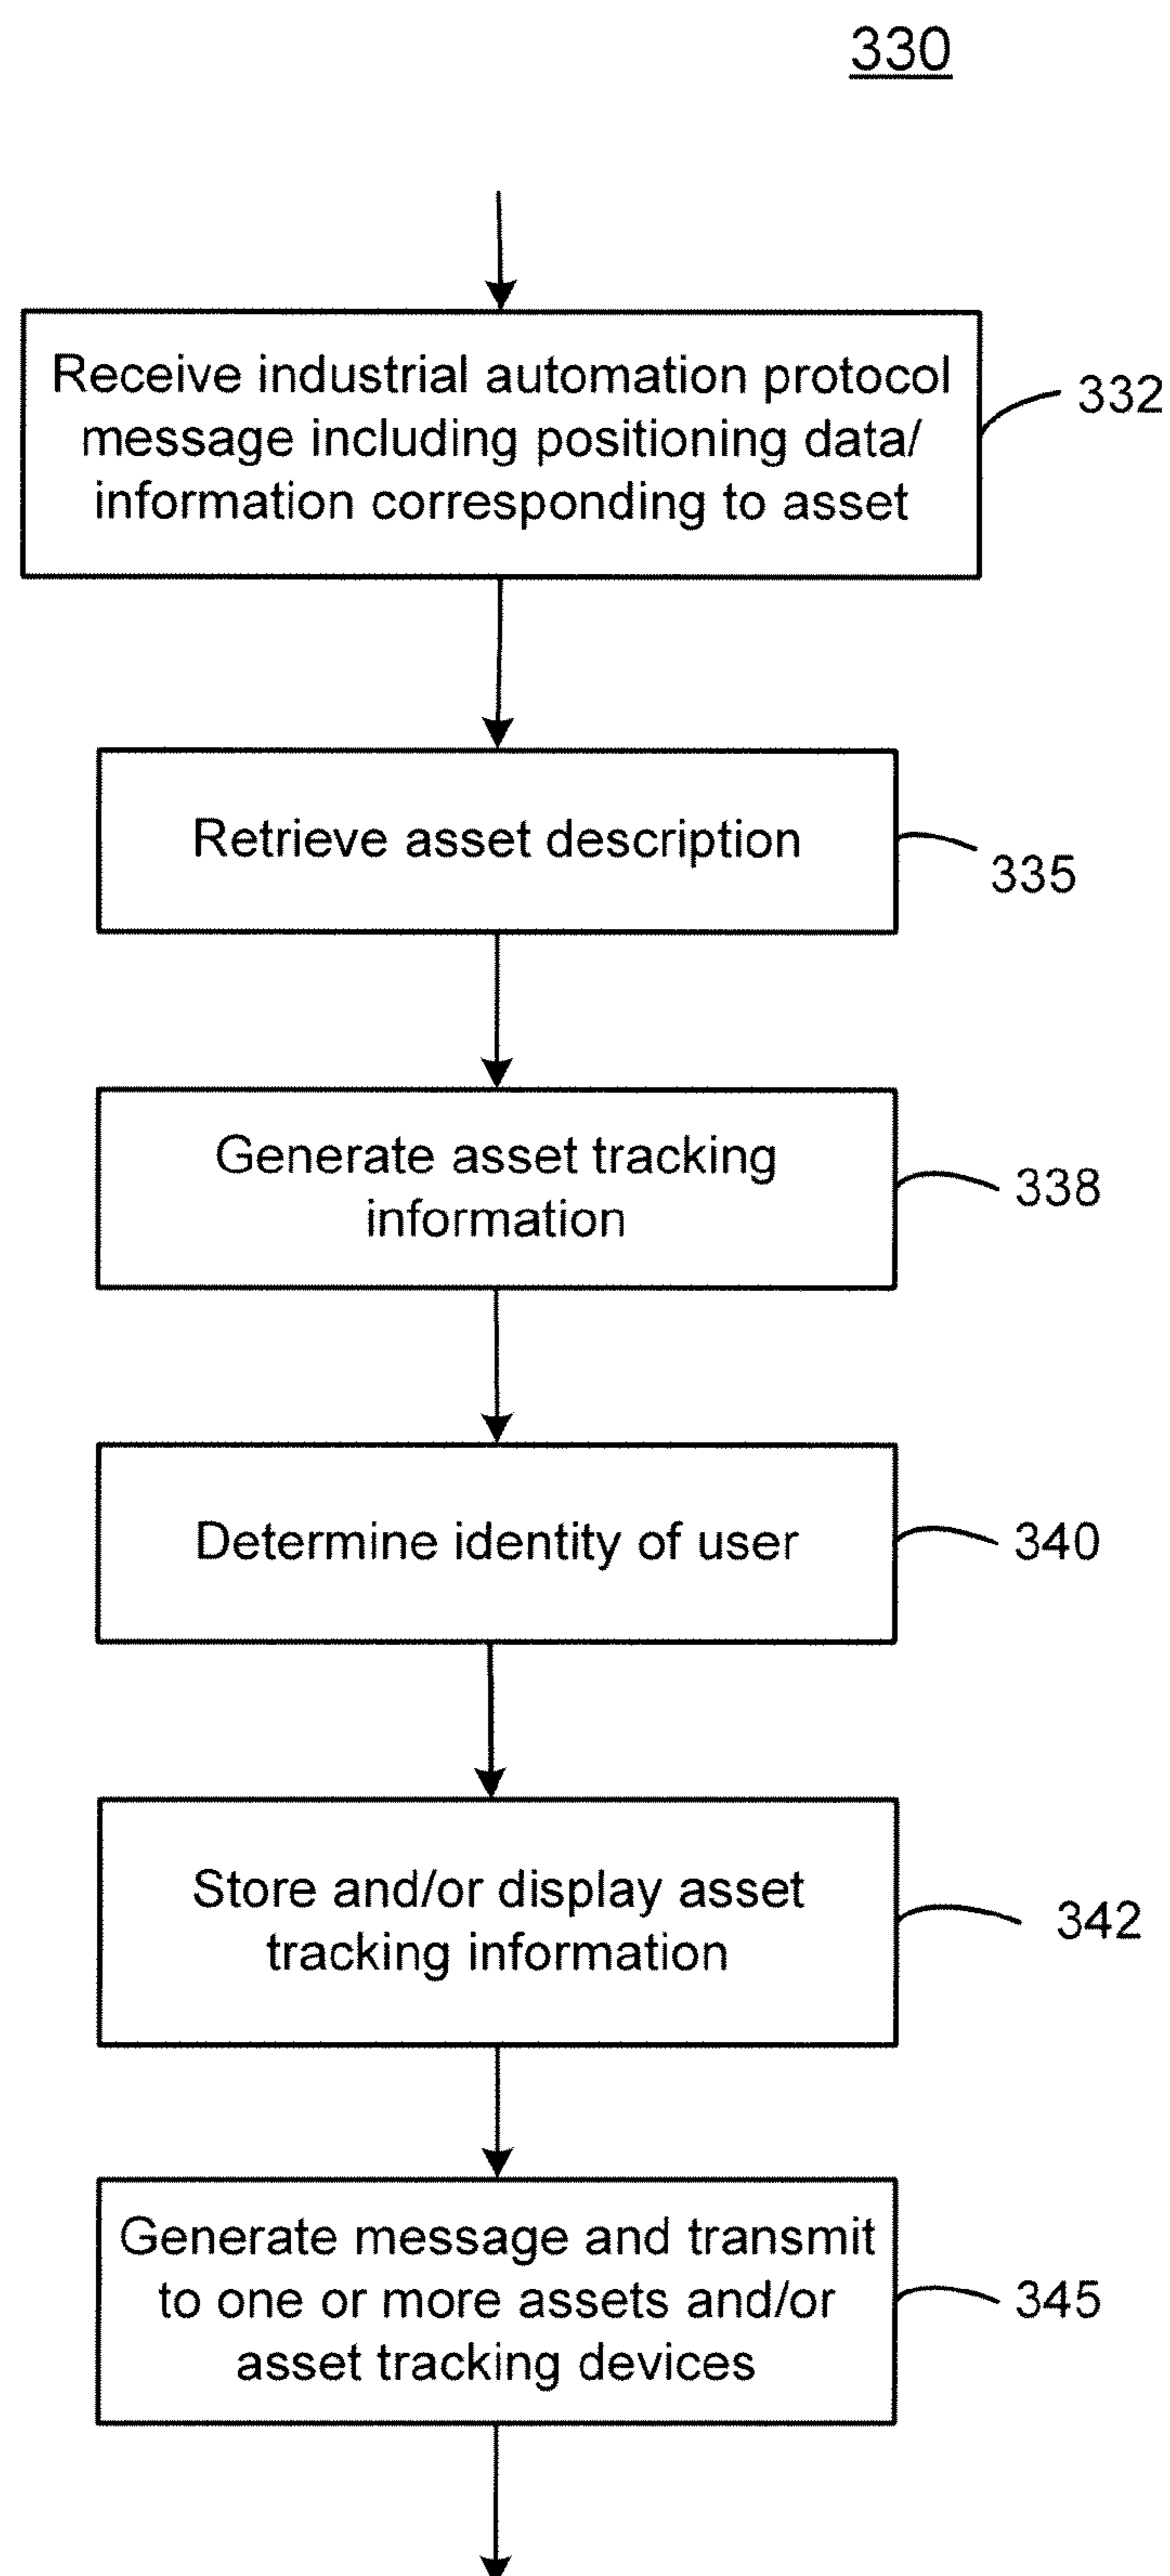 330
Receive industrial automation protocol
message including positioning data/
information corresponding to asset
332
Retrieve asset description
335
Generate asset tracking
information
338
Determine identity of user
340
Store and/or display asset
tracking information
342
Generate message and transmit
to one or more assets and/or
asset tracking devices
345